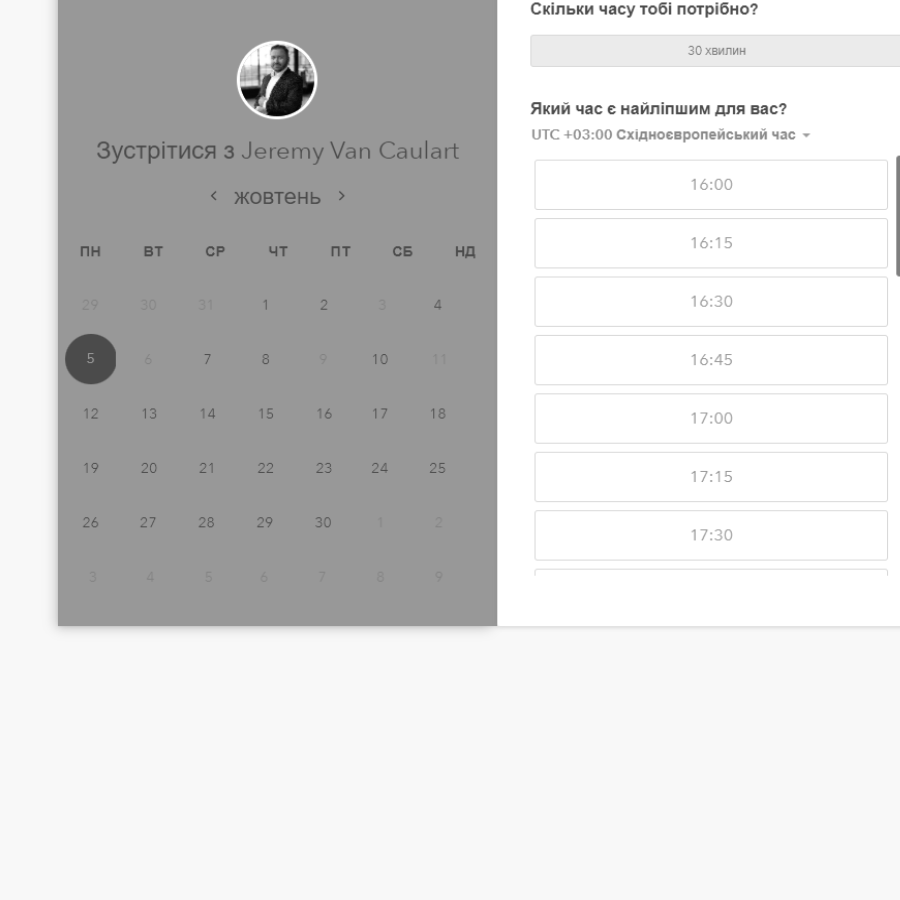 Зустрітися з Jeremy Van Caulart
жовтень
ПН ВТ СР ЧТ ПТ СБ НД
29 30 31 1 2 3 4
5 6 7 8 9 10 11
12 13 14 15 16 17 18
19 20 21 22 23 24 25
26 27 28 29 30 1 2
3 4 5 6 7 8 9
Скільки часу тобі потрібно?
30 хвилин
Який час є найліпшим для вас?
UTC +03:00 Східноєвропейський час
16:00
16:15
16:30
16:45
17:00
17:15
17:30